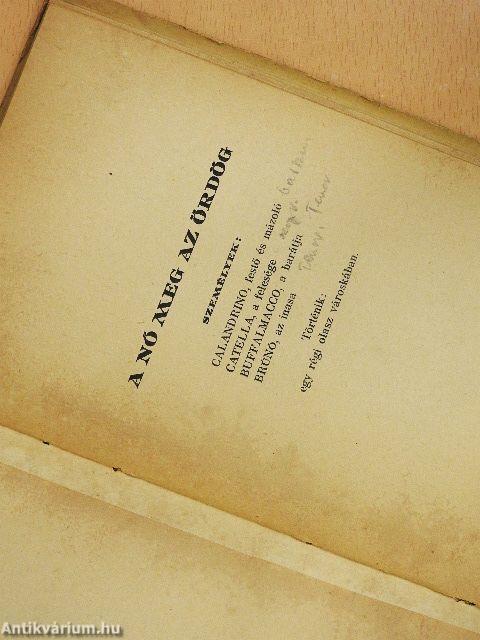 A NŐ MEG AZ ÖRDÖG
SZEMÉLYEK:
CALANDRINO, festő és mázoló
CATELLA, a felesége
BUFFALMACCO, a barátja
BRUNO, az inasa Tenor
Történik:
egy régi olasz városkában.
Antikvárium.hu